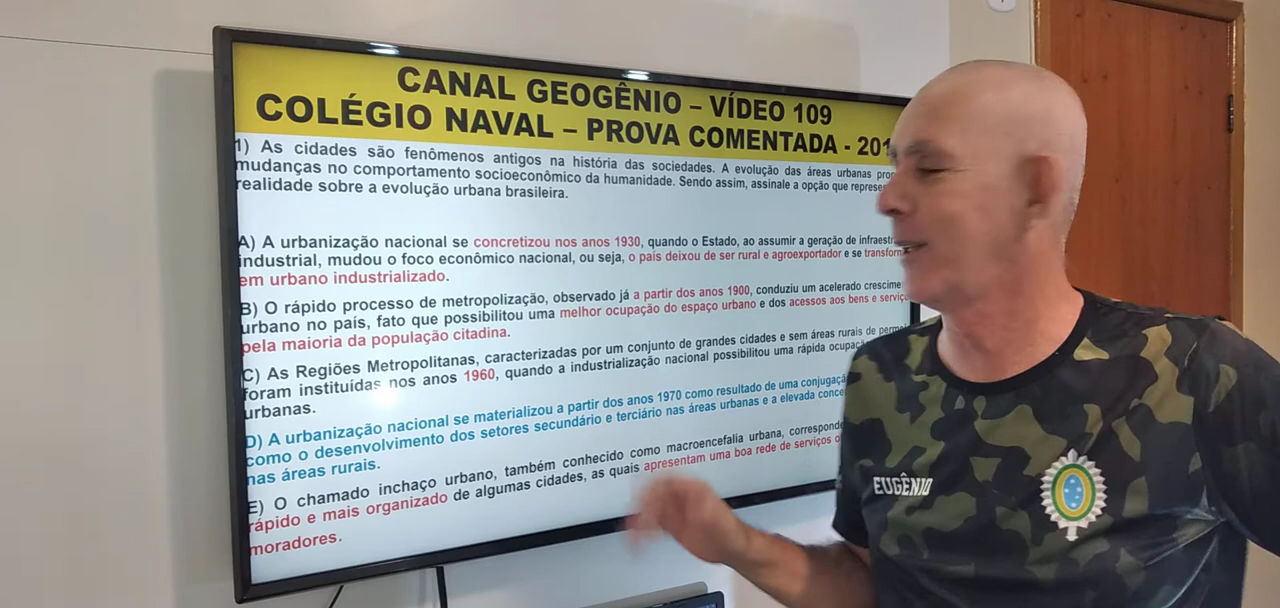 CANAL GEOGÊNIO – VÍDEO 109
COLÉGIO NAVAL – PROVA COMENTADA - 201
1) As cidades são fenômenos antigos na história das sociedades. A evolução das áreas urbanas
mudanças no comportamento socioeconômico da humanidade. Sendo assim, assinale a opção que
realidade sobre a evolução urbana brasileira.
A) A urbanização nacional se concretizou nos anos 1930, quando o Estado, ao assumir a geração de
industrial, mudou o foco econômico nacional, ou seja, o país deixou de ser rural e agroexportador e se
em urbano industrializado.
B) O rápido processo de metropolização, observado já a partir dos anos 1900, conduziu um acelerado
urbano no país, fato que possibilitou uma melhor ocupação do espaço urbano e dos acessos aos bens e
pela maioria da população citadina.
C) As Regiões Metropolitanas, caracterizadas por um conjunto de grandes cidades e sem áreas rurais de
foram instituídas nos anos 1960, quando a industrialização nacional possibilitou uma rápida
urbanas.
D) A urbanização nacional se materializou a partir dos anos 1970 como resultado de uma
como o desenvolvimento dos setores secundário e terciário nas áreas urbanas e a elevada
nas áreas rurais.
E) O chamado inchaço urbano, também conhecido como macroencefalia urbana,
rápido e mais organizado de algumas cidades, as quais apresentam uma boa rede de serviços
moradores.
EUGÊNIO